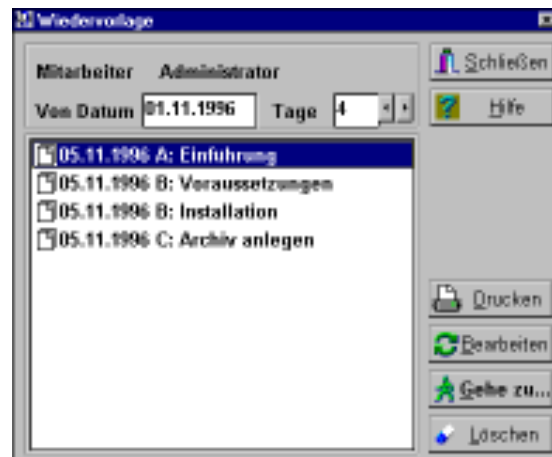 Wiedervorlage
Mitarbeiter Administrator
Von Datum 01.11.1996 Tage 4
05.11.1996 A: Einführung
05.11.1996 B: Voraussetzungen
05.11.1996 B: Installation
05.11.1996 C: Archiv anlegen
Schließen
Hilfe
Drucken
Bearbeiten
Gehe zu...
Löschen